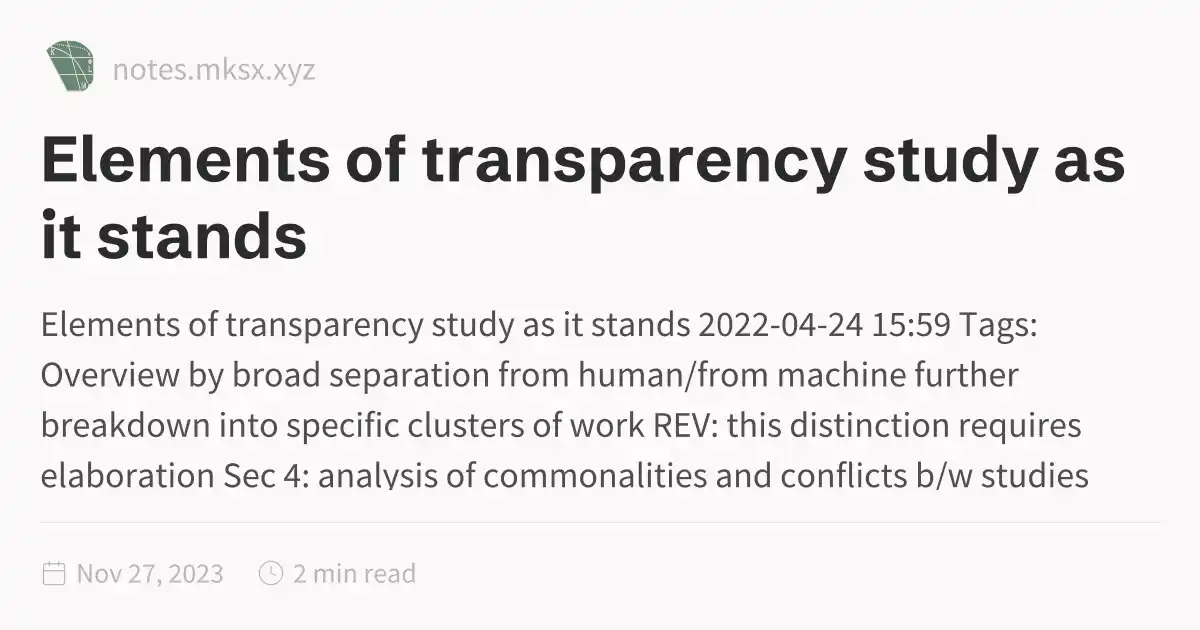 notes.mksx.xyz
Elements of transparency study as
it stands
Elements of transparency study as it stands 2022-04-24 15:59 Tags:
Overview by broad separation from human/from machine further
breakdown into specific clusters of work REV: this distinction requires
elaboration Sec 4: analysis of commonalities and conflicts b/w studies
Nov 27, 2023 2 min read